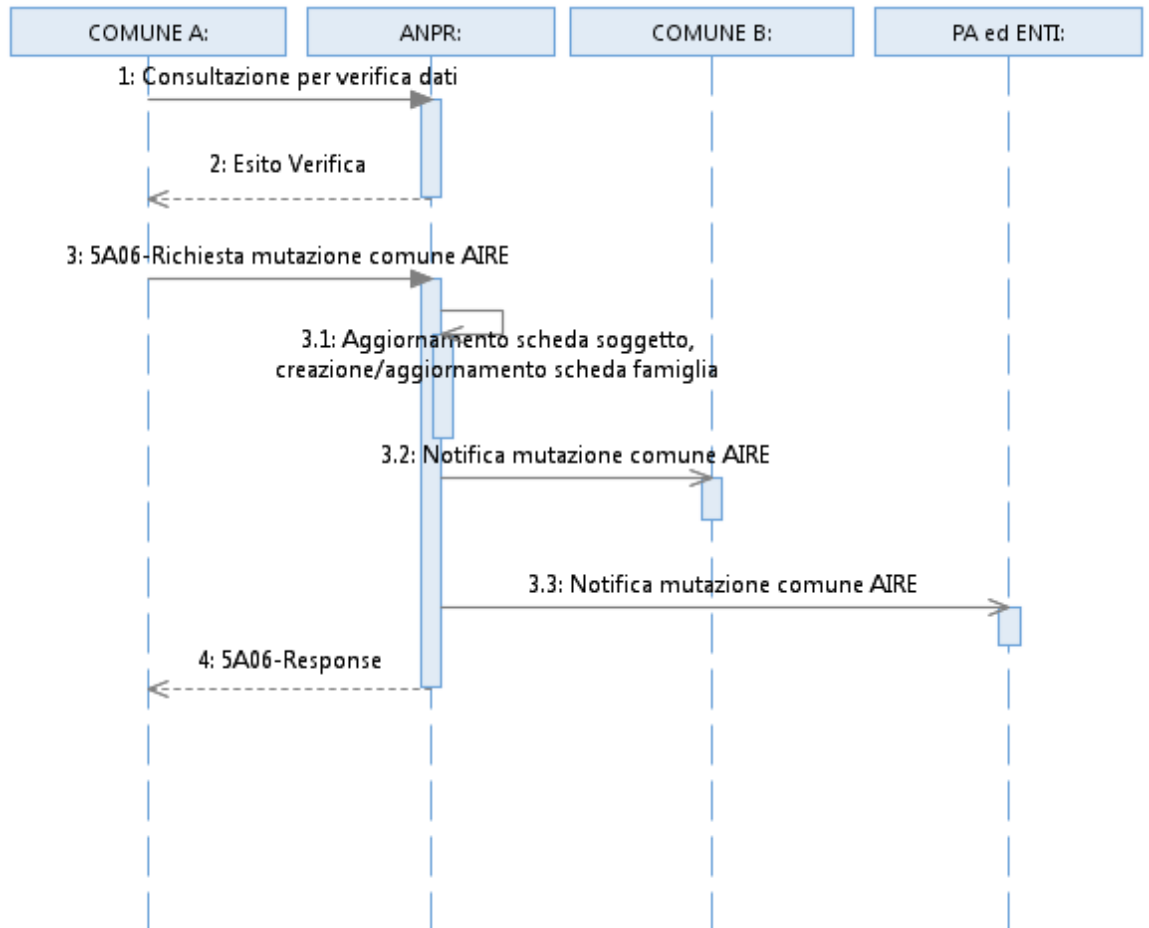 COMUNE A:
ANPR:
COMUNE B:
PA ed ENTI:
1: Consultazione per verifica dati
2: Esito Verifica
3: 5A06-Richiesta mutazione comune AIRE
3.1: Aggiornamento scheda soggetto,
creazione/aggiornamento scheda famiglia
3.2: Notifica mutazione comune AIRE
3.3: Notifica mutazione comune AIRE
4: 5A06-Response